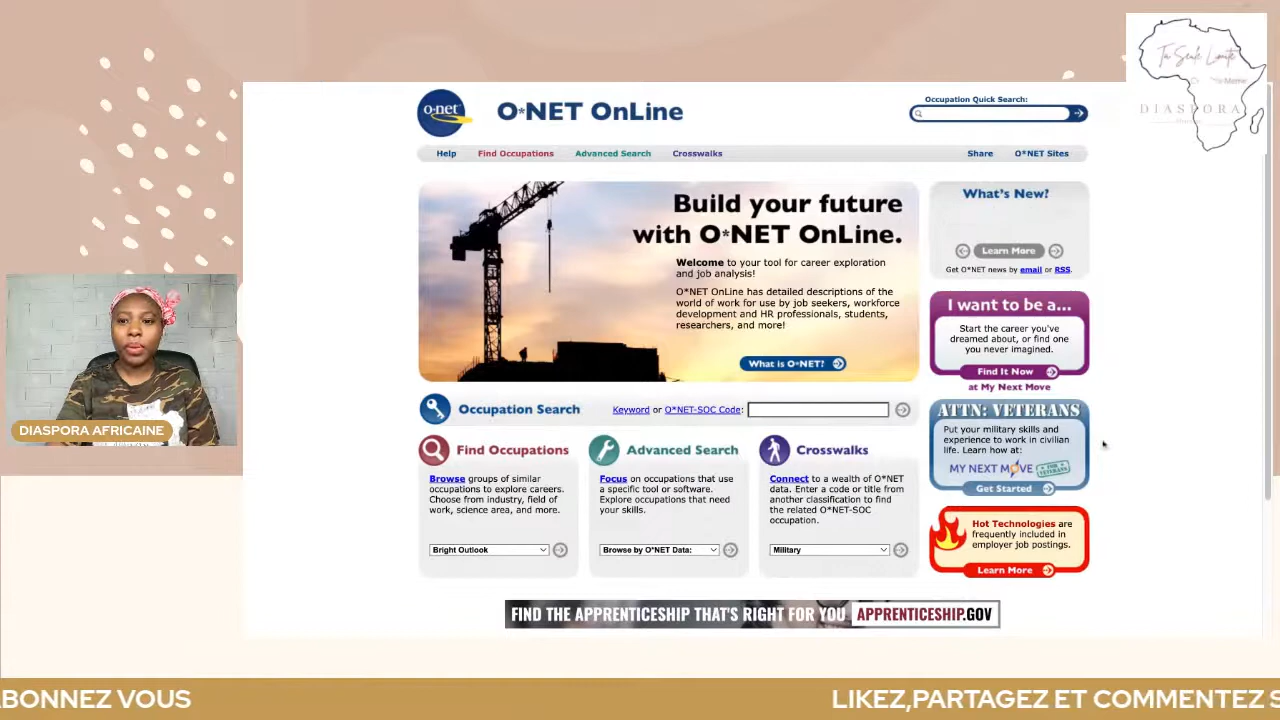 o·net
O*NET OnLine
Occupation Quick Search:
Help
Find Occupations
Advanced Search
Crosswalks
Share
O*NET Sites
Build your future
with O*NET OnLine.
Welcome to your tool for career exploration
and job analysis!
O*NET OnLine has detailed descriptions of the
world of work for use by job seekers, workforce
development and HR professionals, students,
researchers, and more!
What is O*NET?
What's New?
Learn More
Get O*NET news by email or RSS.
I want to be a...
Start the career you've
dreamed about, or find one
you never imagined.
Find It Now
at My Next Move
Occupation Search
Keyword or O*NET-SOC Code:
Find Occupations
Browse groups of similar
occupations to explore careers.
Choose from industry, field of
work, science area, and more.
Bright Outlook
Advanced Search
Focus on occupations that use
a specific tool or software.
Explore occupations that need
your skills.
Browse by O*NET Data:
Crosswalks
Connect to a wealth of O*NET
data. Enter a code or title from
another classification to find
the related O*NET-SOC
occupation.
Military
ATTN: VETERANS
Put your military skills and
experience to work in civilian
life. Learn how at:
MY NEXT MOVE
FOR VETERANS
Get Started
Hot Technologies are
frequently included in
employer job postings.
Learn More
FIND THE APPRENTICESHIP THAT'S RIGHT FOR YOU APPRENTICESHIP.GOV
Ta Seule Limite
DIASPORA
DIASPORA AFRICAINE
ABONNEZ VOUS
LIKEZ,PARTAGEZ ET COMMENTEZ S